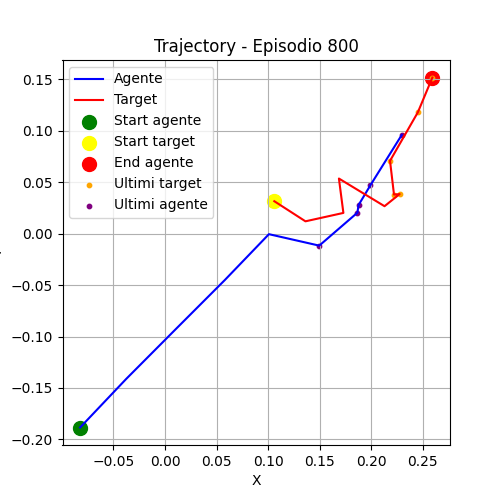 Trajectory - Episodio 800
Agente
Target
Start agente
Start target
End agente
Ultimi target
Ultimi agente
0.15
0.10
0.05
0.00
−0.05
−0.10
−0.15
−0.20
−0.05 0.00 0.05 0.10 0.15 0.20 0.25
X